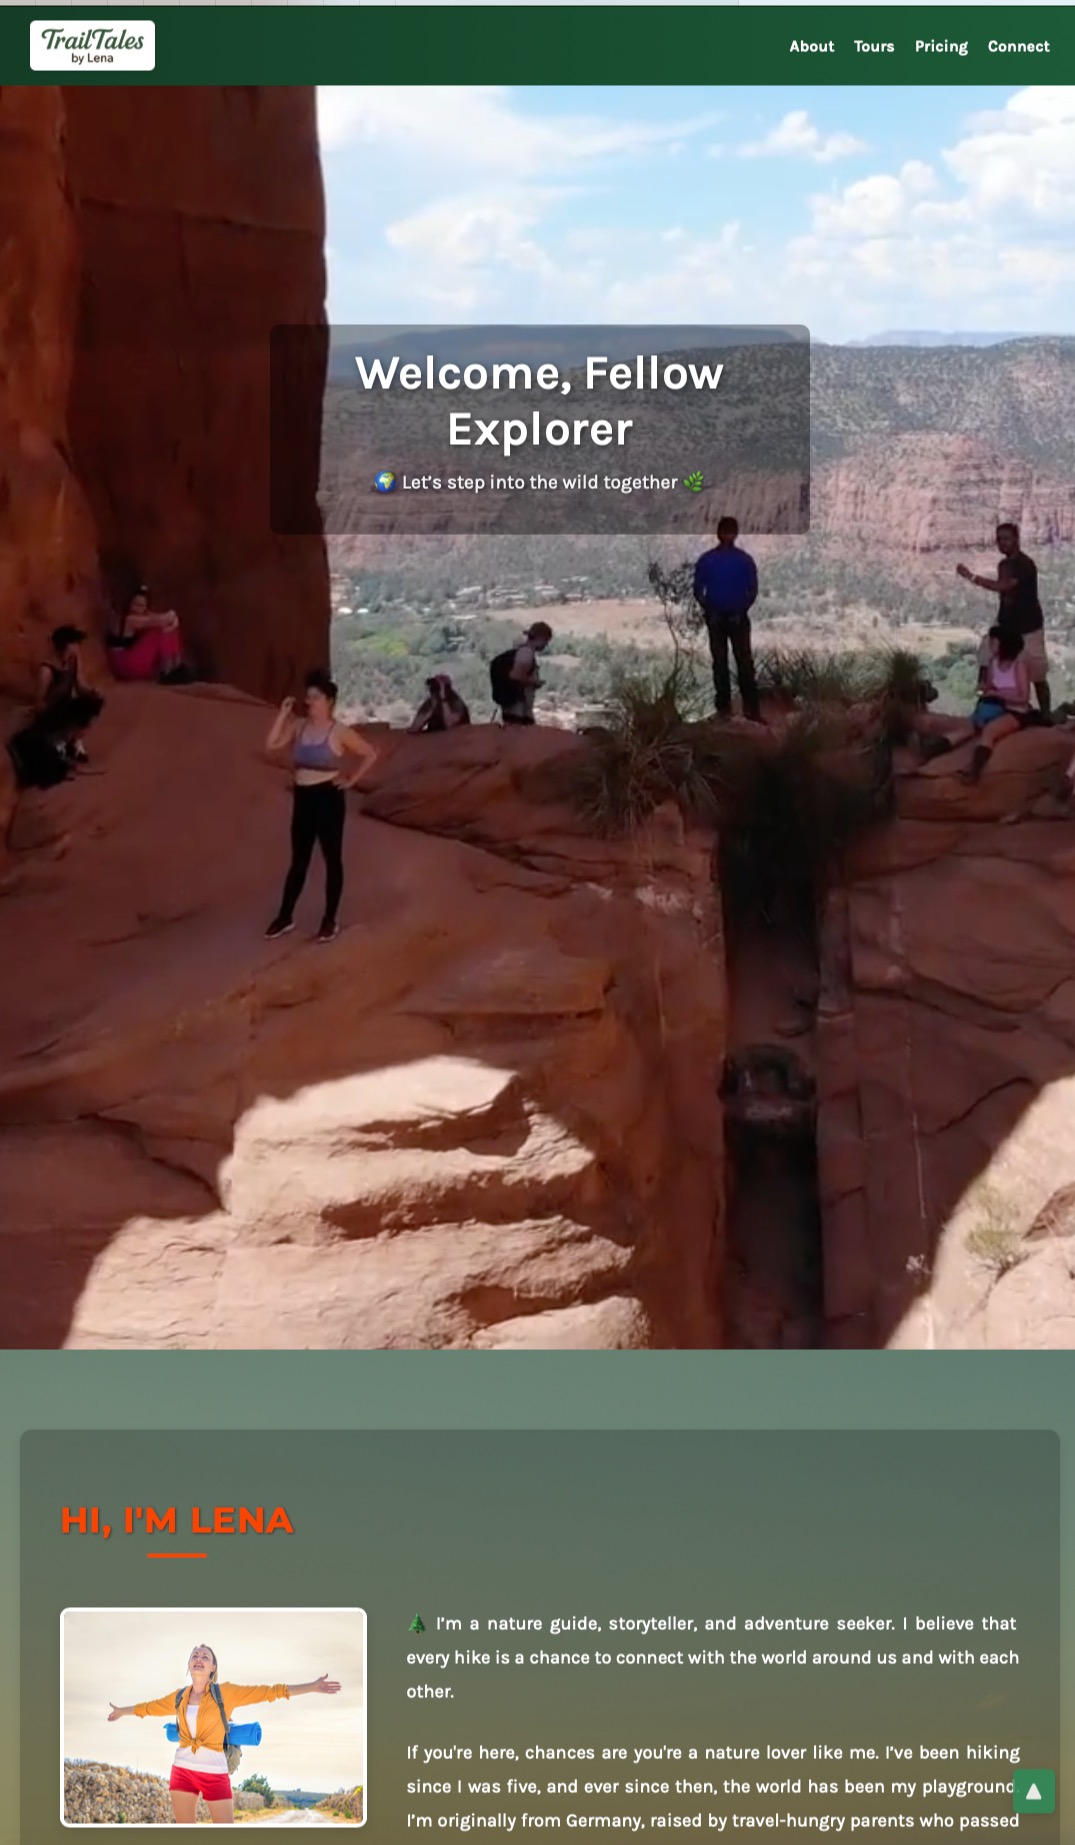 TrailTales
by Lena
About Tours Pricing Connect
Welcome, Fellow
Explorer
🌍 Let’s step into the wild together 🌿
HI, I'M LENA
🌲 I’m a nature guide, storyteller, and adventure seeker. I believe that
every hike is a chance to connect with the world around us and with each
other.
If you're here, chances are you're a nature lover like me. I’ve been hiking
since I was five, and ever since then, the world has been my playground.
I’m originally from Germany, raised by travel-hungry parents who passed